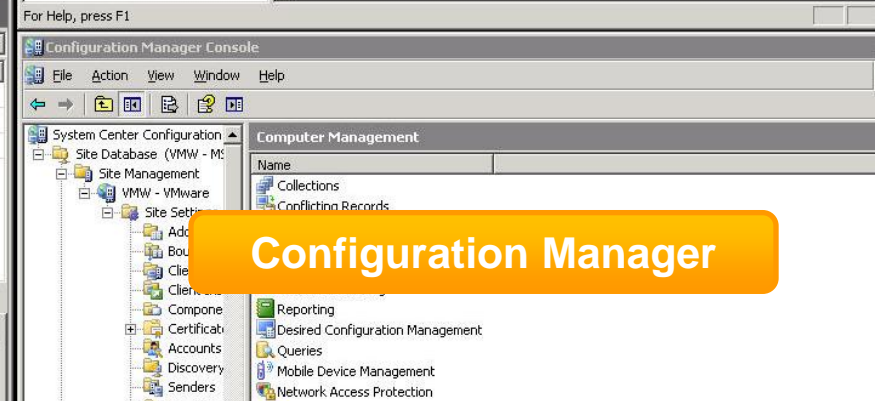 For Help, press F1
Configuration Manager Console
File Action View Window Help
System Center Configuration
Computer Management
Site Database (VMW - MS
Name
Site Management
Collections
VMW - VMware
Conflicting Records
Site
Configuration Manager
Reporting
Desired Configuration Management
Accounts
Queries
Discovery
Mobile Device Management
Senders
Network Access Protection